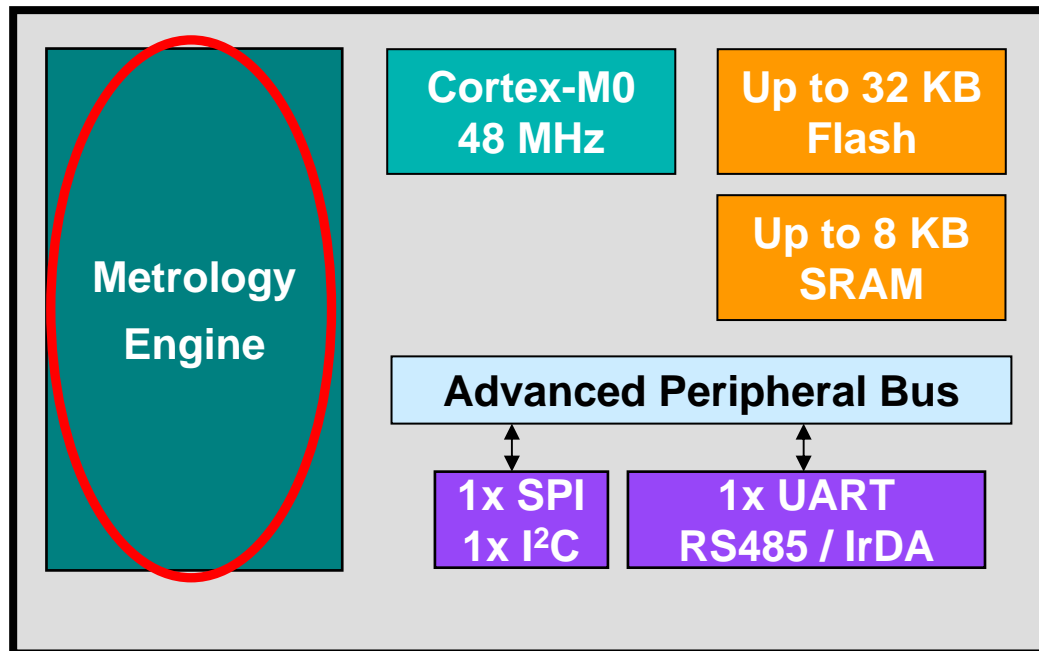 Cortex-M0
48 MHz
Up to 32 KB
Flash
Up to 8 KB
SRAM
Metrology
Engine
Advanced Peripheral Bus
1x SPI
1x I²C
1x UART
RS485 / IrDA